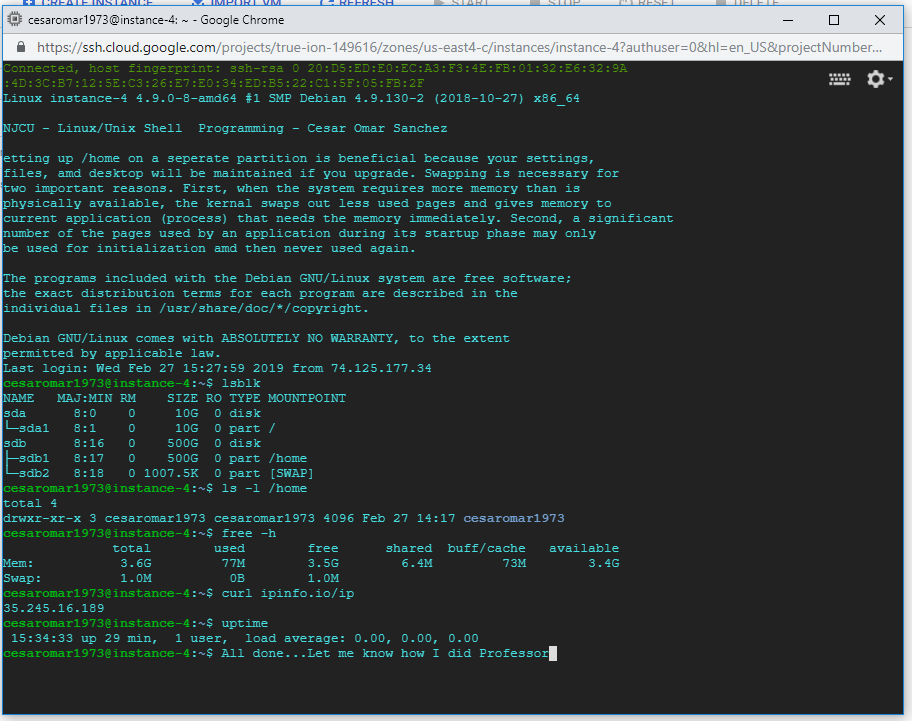 CREATE INSTANCE IMPORT VM REFRESH START STOP RESET DELETE
cesaromar1973@instance-4: ~ - Google Chrome
https://ssh.cloud.google.com/projects/true-ion-149616/zones/us-east4-c/instances/instance-4?authuser=0&hl=en_US&projectNumber...
Connected, host fingerprint: ssh-rsa 0 20:D5:ED:E0:EC:A3:F3:4E:FB:01:32:E6:32:9A
:4D:3C:B7:12:5E:C3:26:E7:E0:34:ED:B5:22:C1:5F:05:FB:2F
Linux instance-4 4.9.0-8-amd64 #1 SMP Debian 4.9.130-2 (2018-10-27) x86_64
NJCU - Linux/Unix Shell  Programming - Cesar Omar Sanchez
etting up /home on a seperate partition is beneficial because your settings,
files, amd desktop will be maintained if you upgrade. Swapping is necessary for
two important reasons. First, when the system requires more memory than is
physically available, the kernal swaps out less used pages and gives memory to
current application (process) that needs the memory immediately. Second, a significant
number of the pages used by an application during its startup phase may only
be used for initialization amd then never used again.
The programs included with the Debian GNU/Linux system are free software;
the exact distribution terms for each program are described in the
individual files in /usr/share/doc/*/copyright.
Debian GNU/Linux comes with ABSOLUTELY NO WARRANTY, to the extent
permitted by applicable law.
Last login: Wed Feb 27 15:27:59 2019 from 74.125.177.34
cesaromar1973@instance-4:~$ lsblk
NAME   MAJ:MIN RM    SIZE RO TYPE MOUNTPOINT
sda      8:0    0     10G  0 disk
└─sda1   8:1    0     10G  0 part /
sdb      8:16   0    500G  0 disk
├─sdb1   8:17   0    500G  0 part /home
└─sdb2   8:18   0 1007.5K  0 part [SWAP]
cesaromar1973@instance-4:~$ ls -l /home
total 4
drwxr-xr-x 3 cesaromar1973 cesaromar1973 4096 Feb 27 14:17 cesaromar1973
cesaromar1973@instance-4:~$ free -h
              total        used        free      shared  buff/cache   available
Mem:           3.6G         77M        3.5G        6.4M         73M        3.4G
Swap:          1.0M          0B        1.0M
cesaromar1973@instance-4:~$ curl ipinfo.io/ip
35.245.16.189
cesaromar1973@instance-4:~$ uptime
 15:34:33 up 29 min,  1 user,  load average: 0.00, 0.00, 0.00
cesaromar1973@instance-4:~$ All done...Let me know how I did Professor